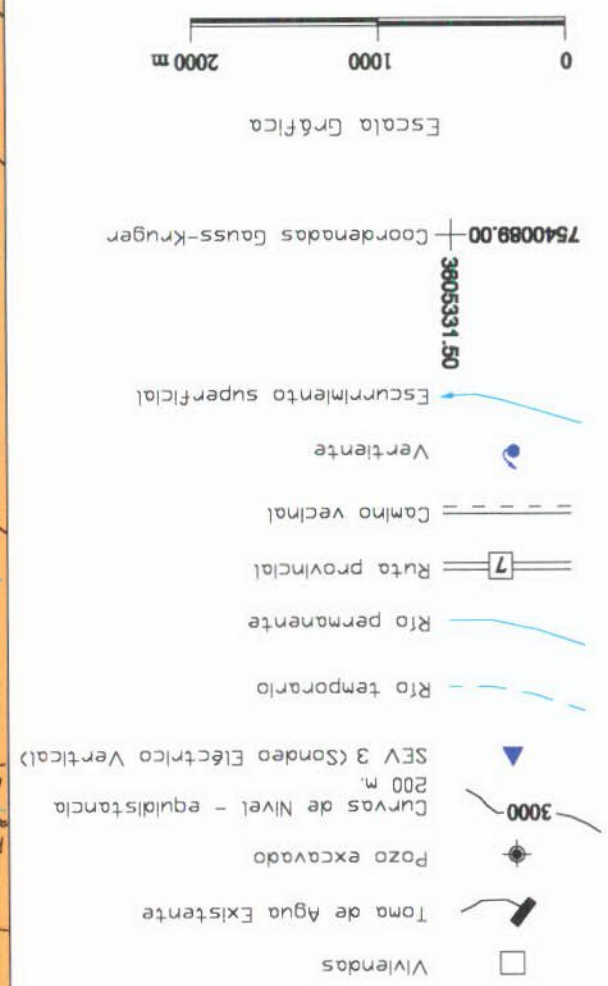 Viviendas
Toma de Agua Existente
Pozo excavado
3000
Curvas de Nivel - equidistancia
200 m.
SEV 3 (Sondeo Eléctrico Vertical)
Río temporario
Río permanente
7
Ruta provincial
Camino vecinal
Vertiente
Escurrimiento superficial
3605331.50
7540089.00
Coordenadas Gauss-Kruger
Escala Gráfica
0 1000 2000 m